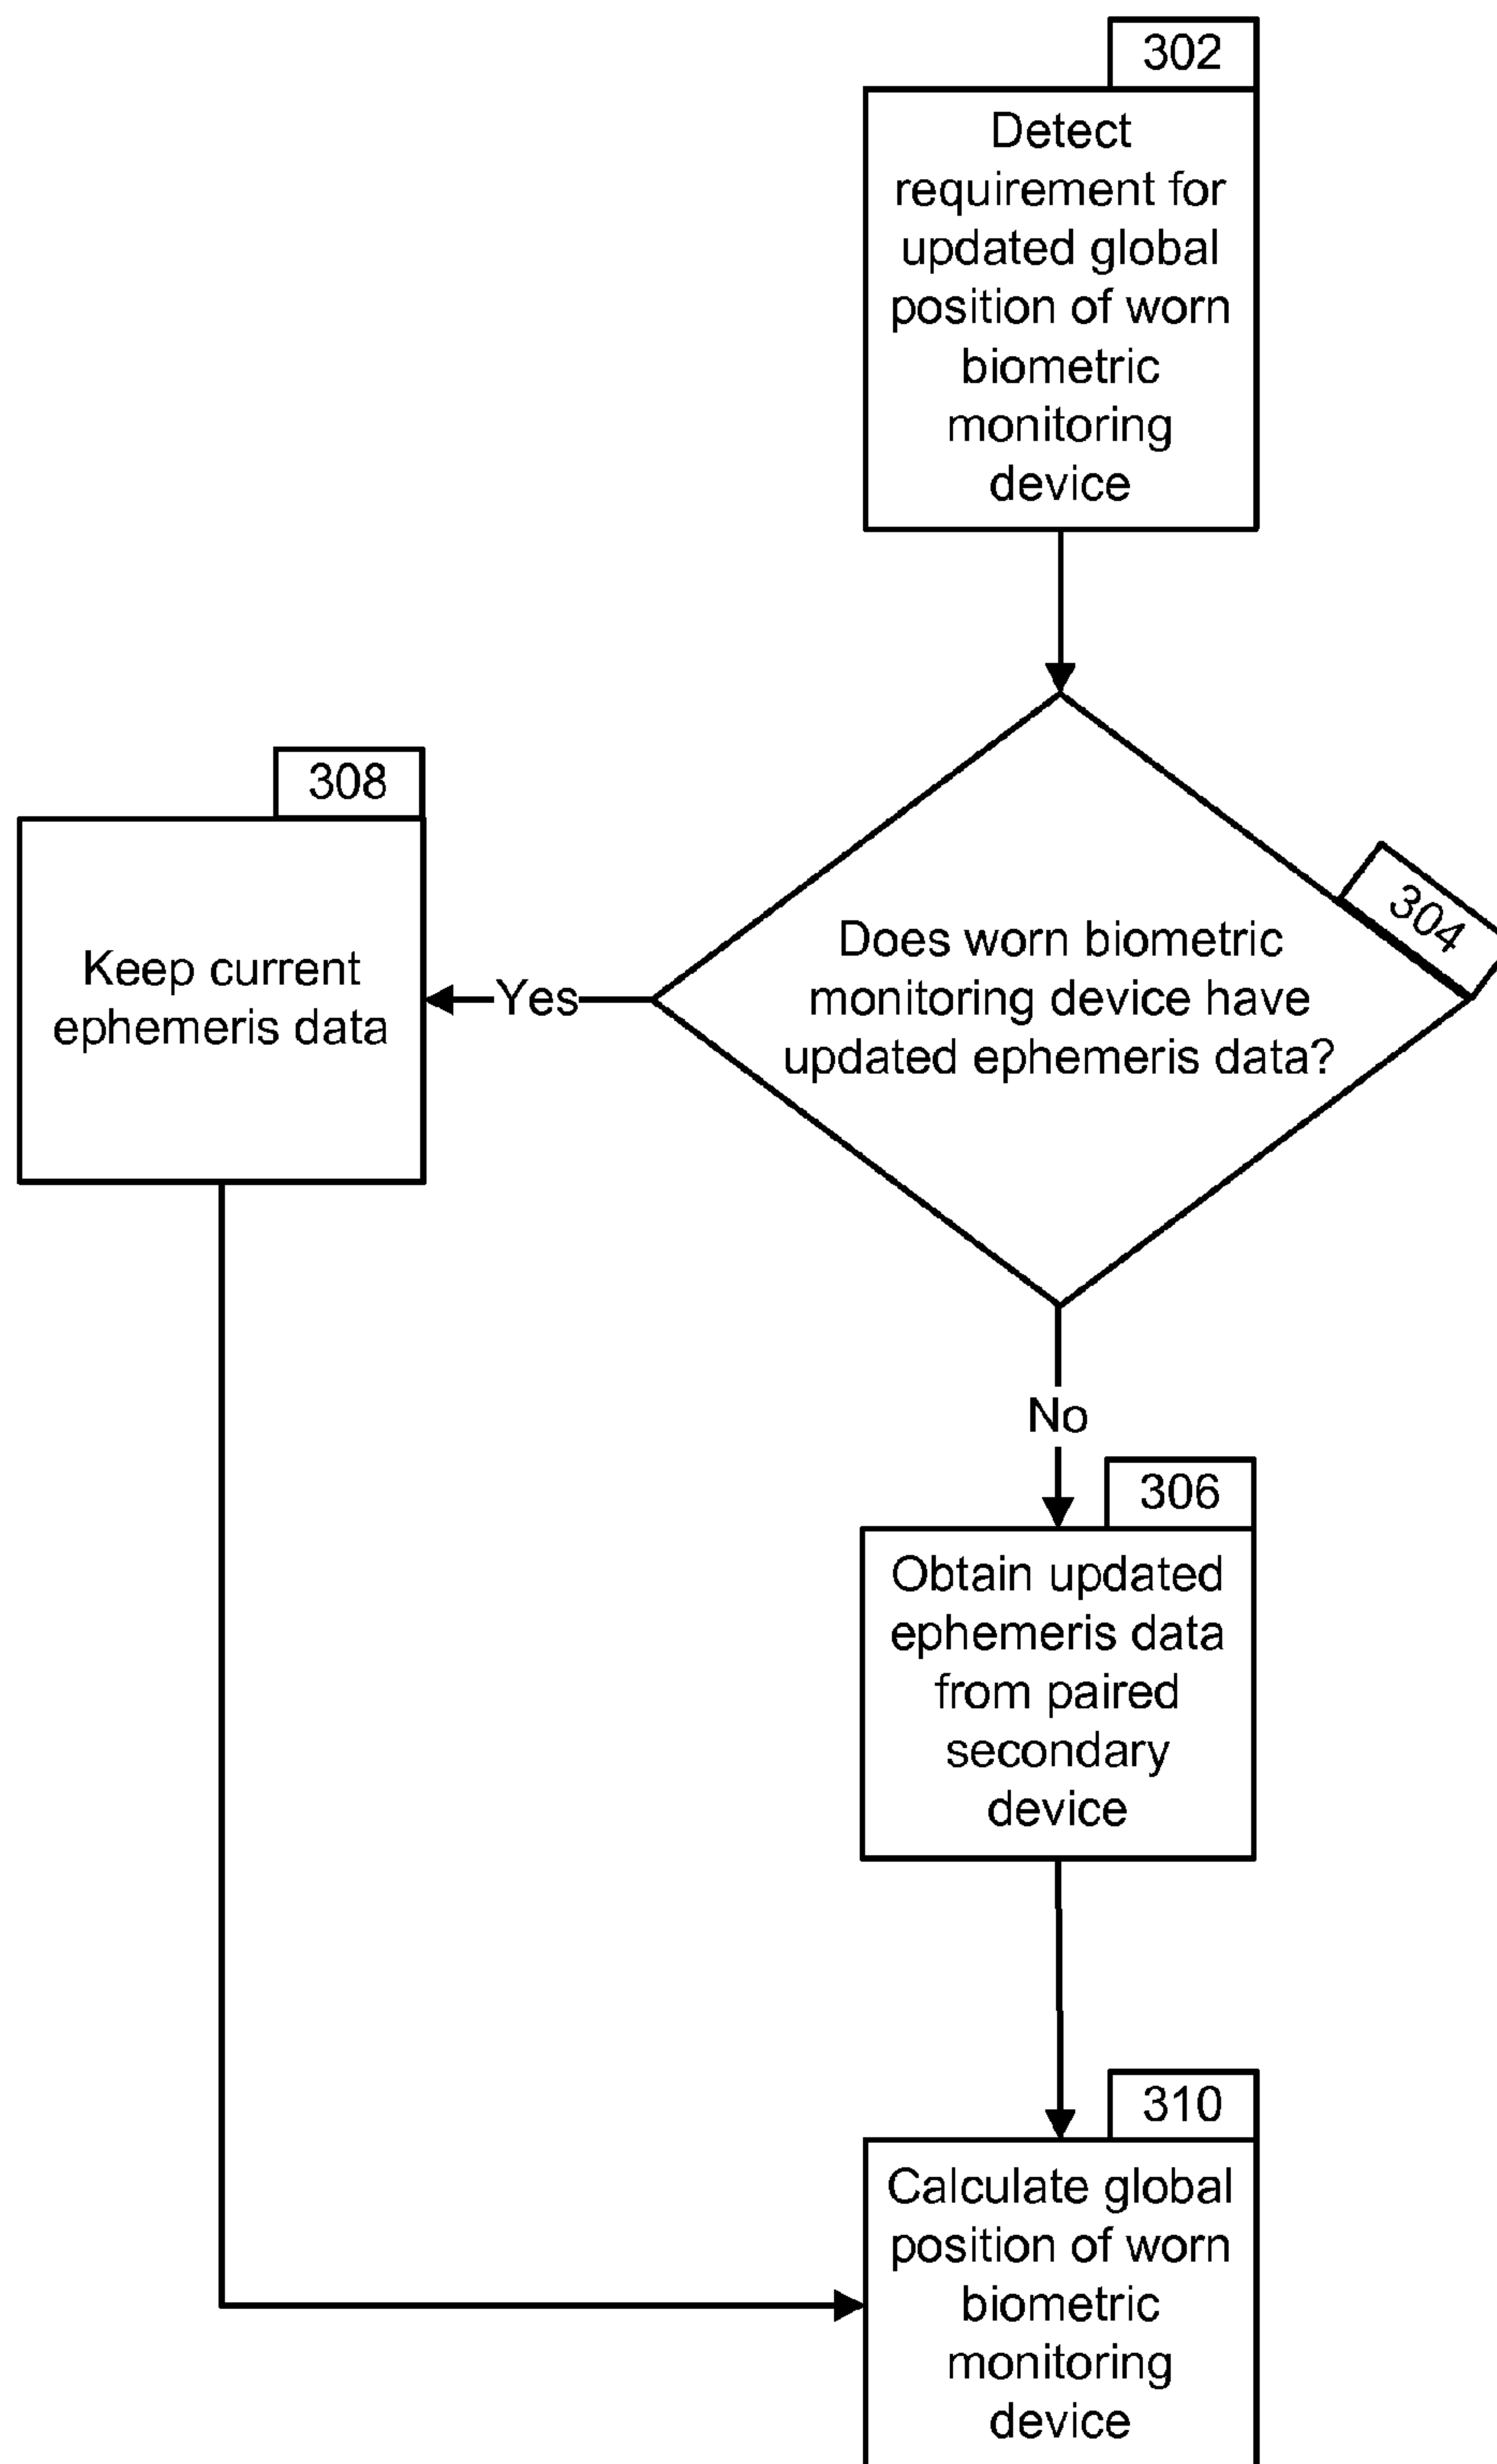 302
Detect
requirement for
updated global
position of worn
biometric
monitoring
device
308
Keep current
ephemeris data
Yes
304
Does worn biometric
monitoring device have
updated ephemeris data?
No
306
Obtain updated
ephemeris data
from paired
secondary
device
310
Calculate global
position of worn
biometric
monitoring
device